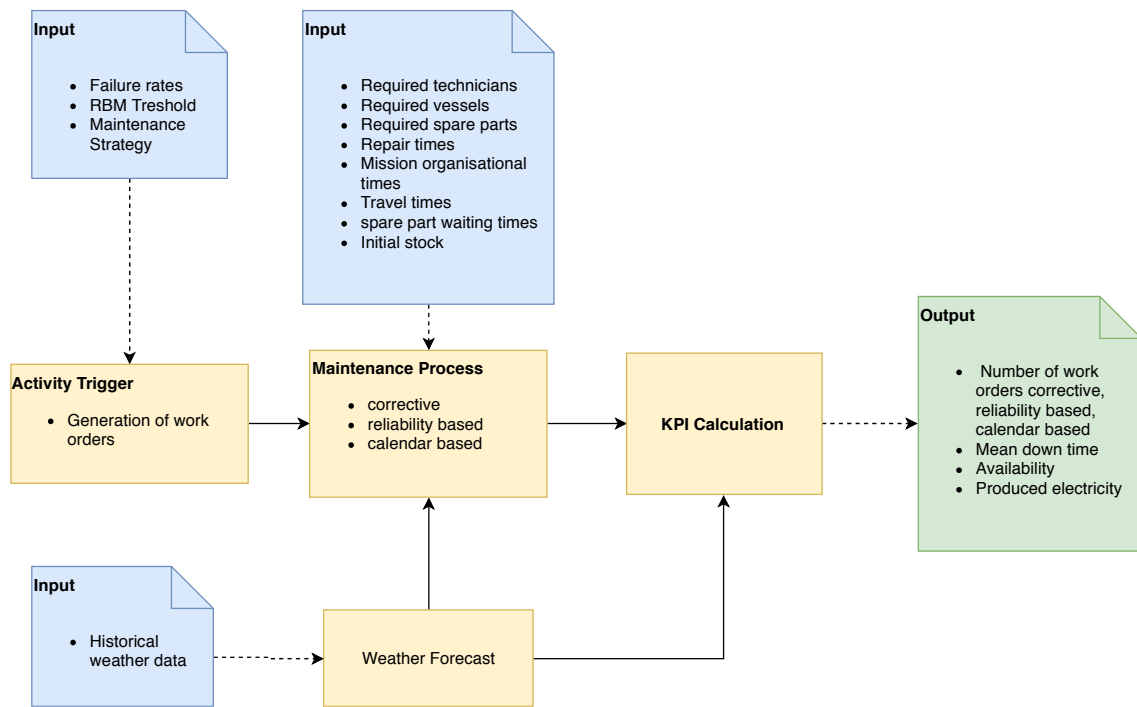 Input
• Failure rates
• RBM Treshold
• Maintenance
Strategy
Input
• Required technicians
• Required vessels
• Required spare parts
• Repair times
• Mission organisational
times
• Travel times
• spare part waiting times
• Initial stock
Activity Trigger
• Generation of work
orders
Maintenance Process
• corrective
• reliability based
• calendar based
KPI Calculation
Output
• Number of work
orders corrective,
reliability based,
calendar based
• Mean down time
• Availability
• Produced electricity
Input
• Historical
weather data
Weather Forecast